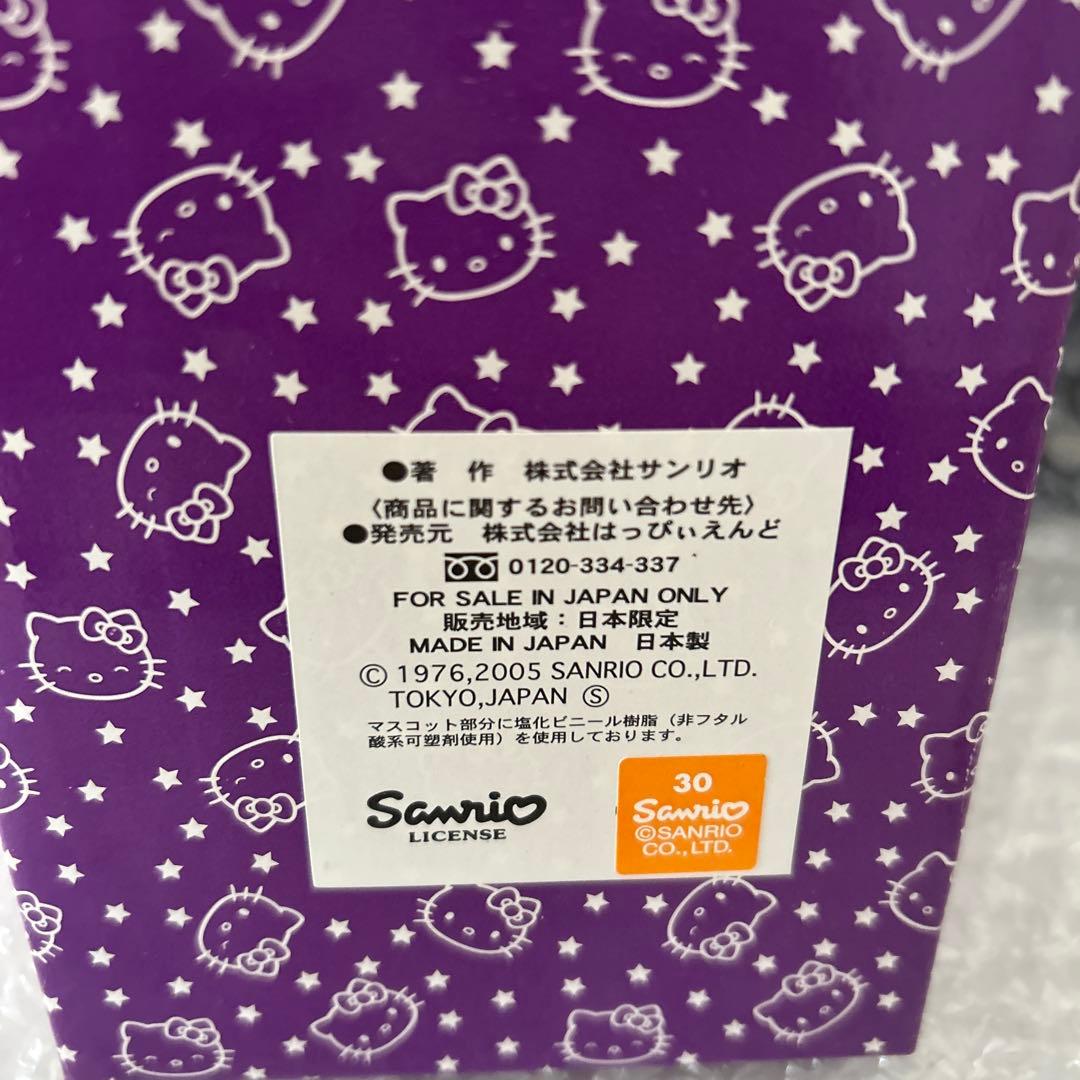 ●著　作　株式会社サンリオ
〈商品に関するお問い合わせ先〉
●発売元　株式会社はっぴぃえんど
0120-334-337
FOR SALE IN JAPAN ONLY
販売地域：日本限定
MADE IN JAPAN　日本製
© 1976,2005 SANRIO CO.,LTD.
TOKYO,JAPAN Ⓢ
マスコット部分に塩化ビニール樹脂（非フタル
酸系可塑剤使用）を使用しております。
Sanrio
LICENSE
30
Sanrio
©SANRIO
CO.,LTD.